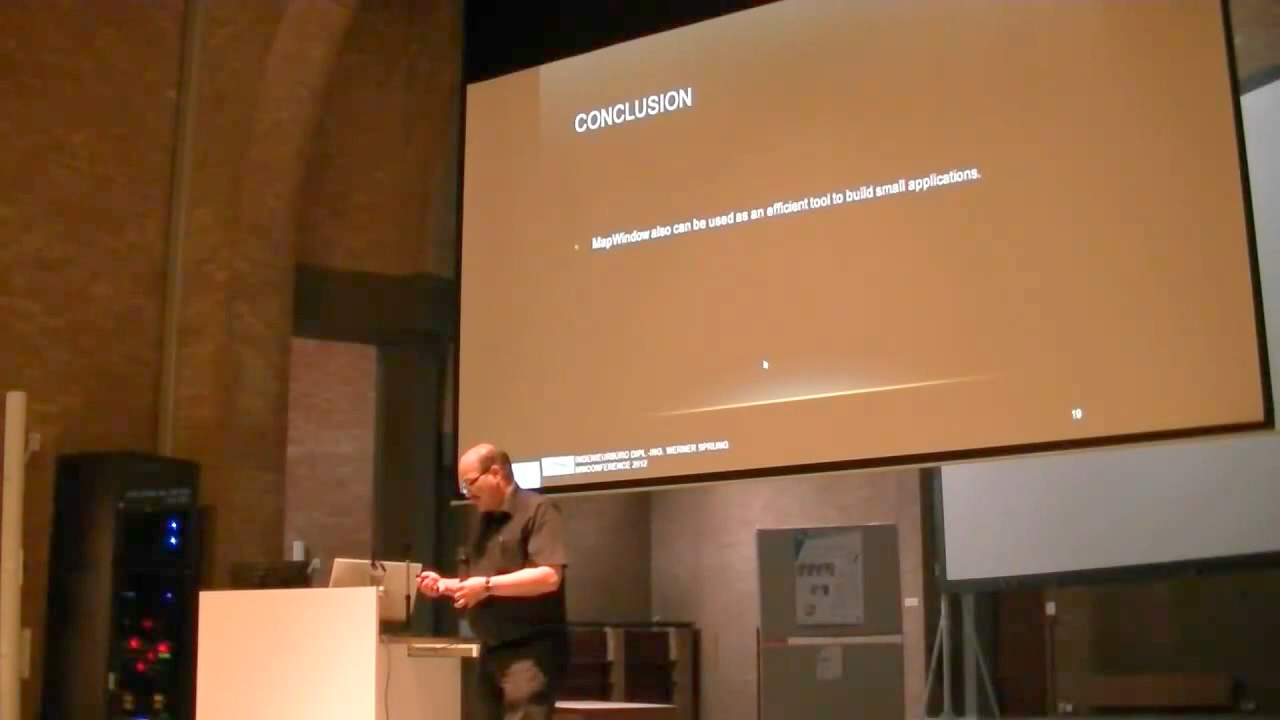 CONCLUSION
MapWindow also can be used as an efficient tool to build small applications.
19
INGENIEURBÜRO DIPL.-ING. WERNER SPRUNG
MWCONFERENCE 2012